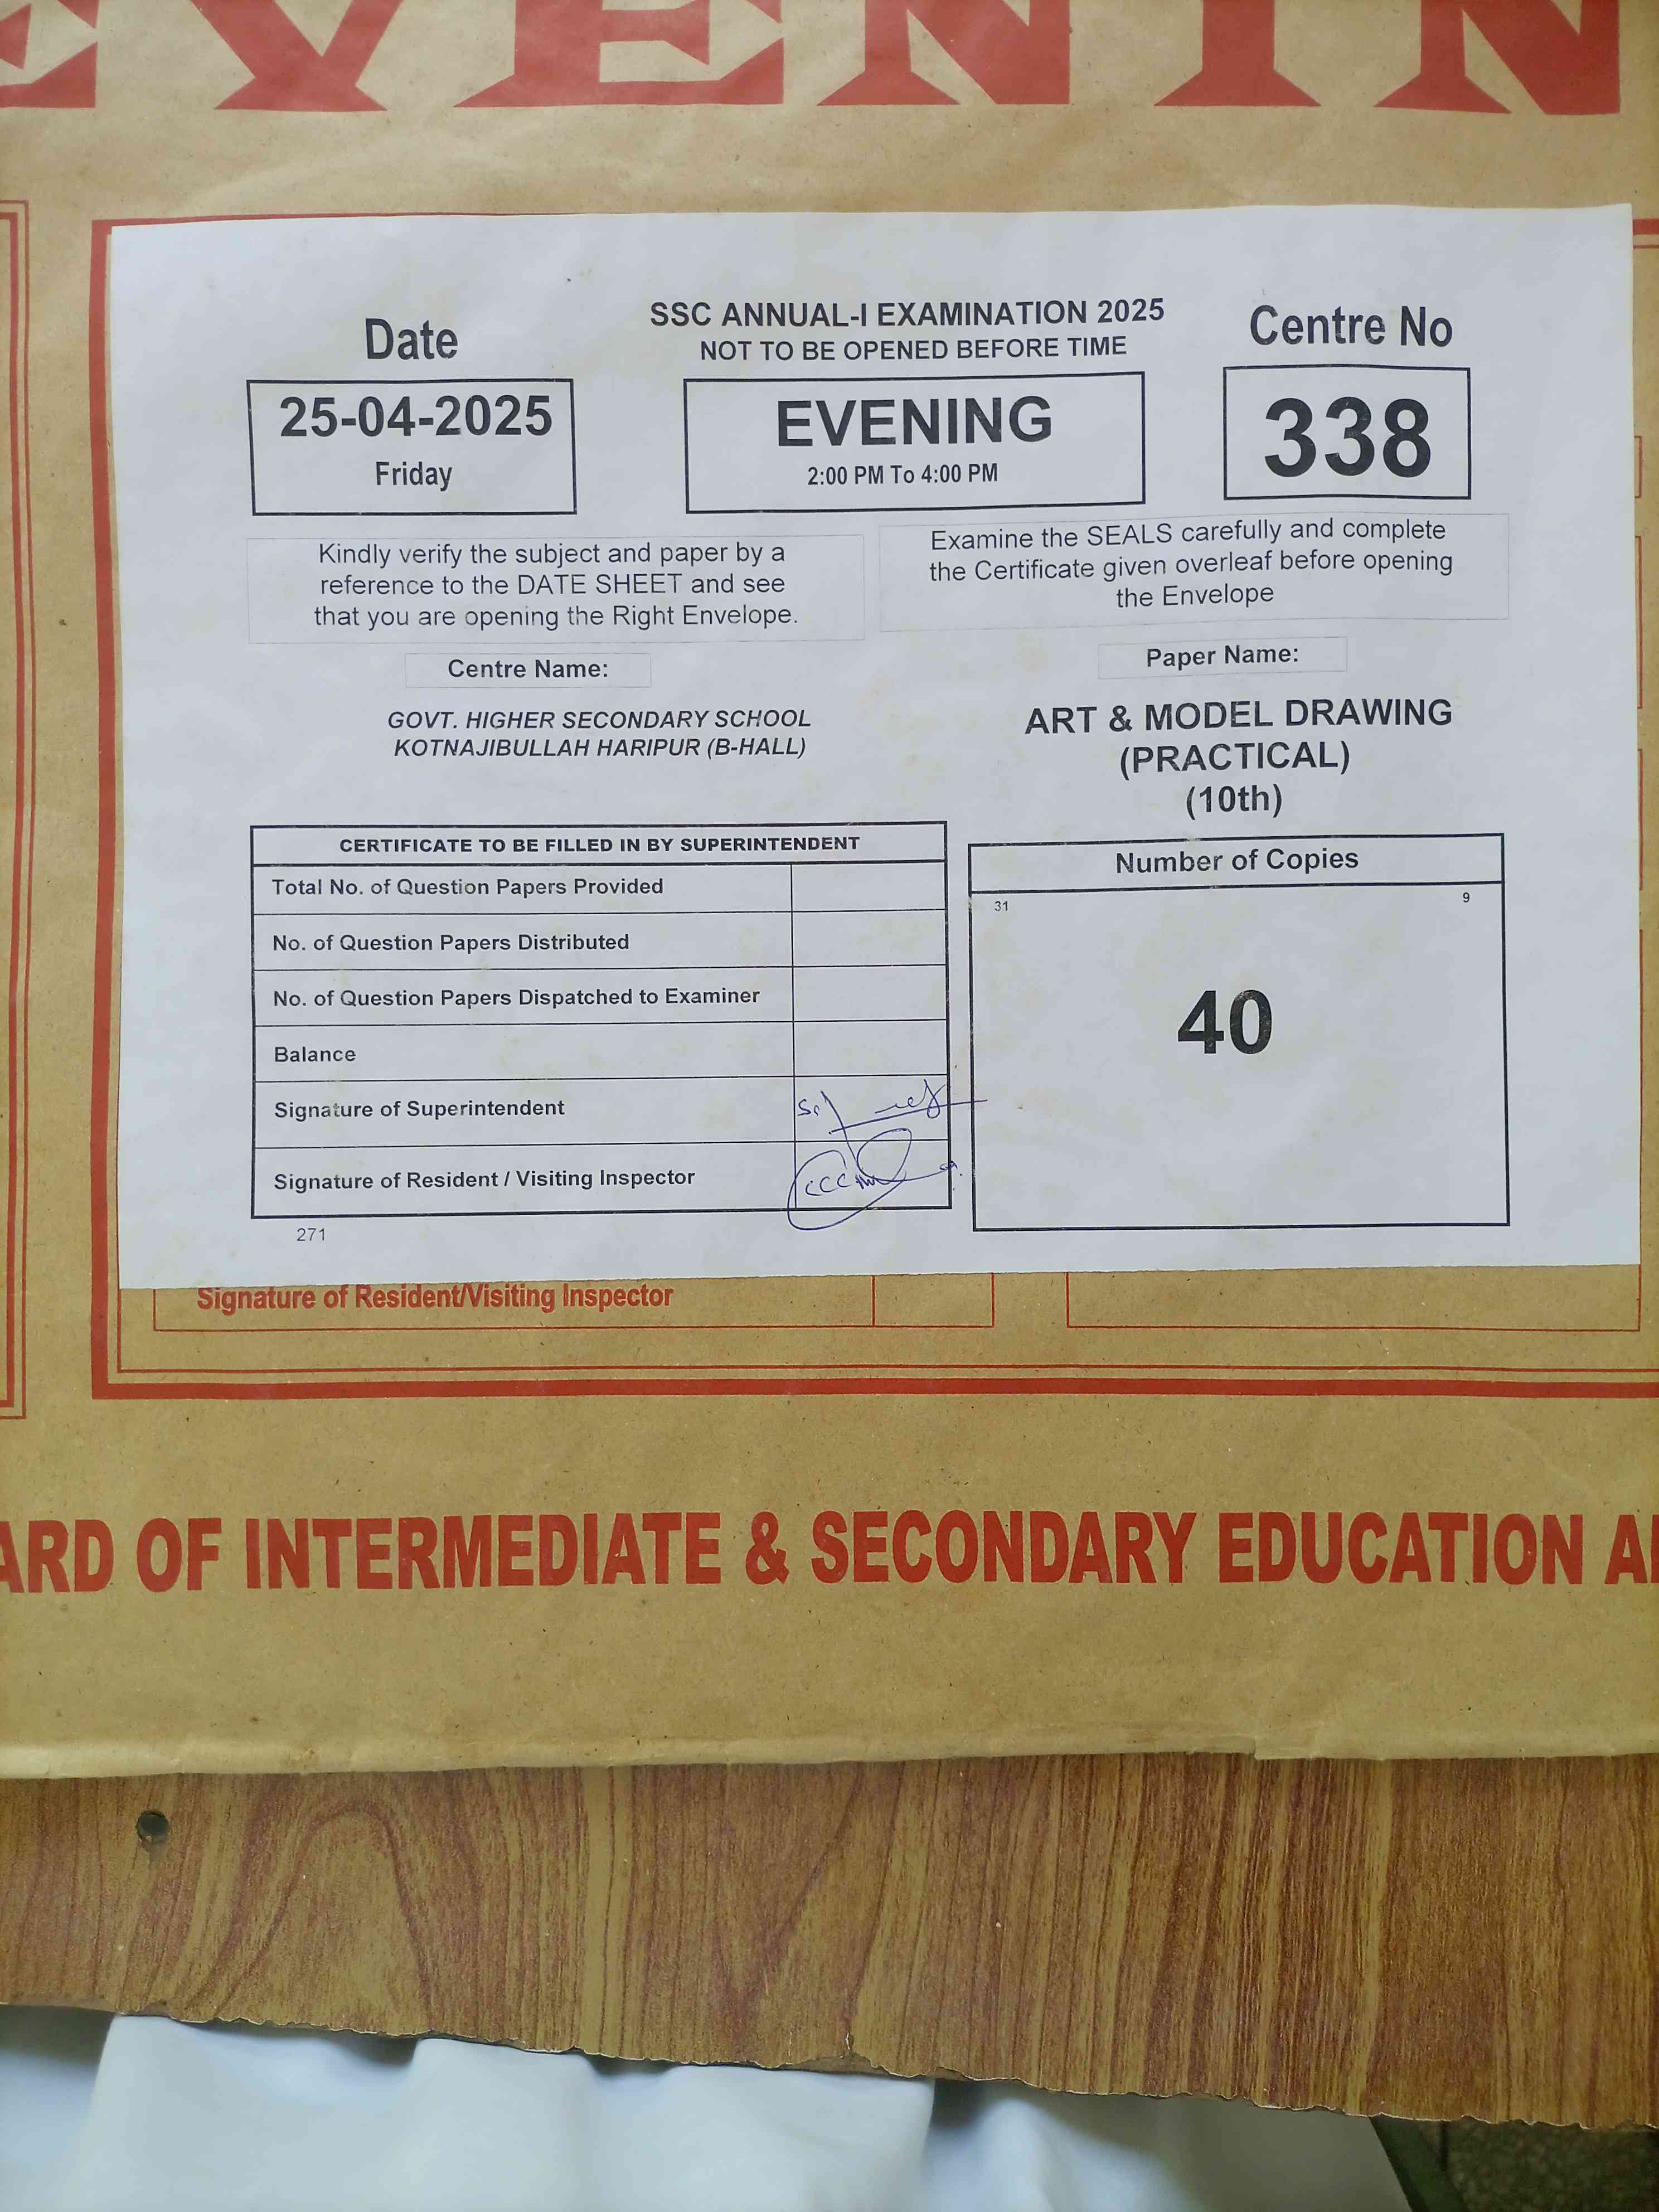 EVENIN
SSC ANNUAL-I EXAMINATION 2025
NOT TO BE OPENED BEFORE TIME
Date
25-04-2025
Friday
EVENING
2:00 PM To 4:00 PM
Centre No
338
Kindly verify the subject and paper by a
reference to the DATE SHEET and see
that you are opening the Right Envelope.
Examine the SEALS carefully and complete
the Certificate given overleaf before opening
the Envelope
Centre Name:
GOVT. HIGHER SECONDARY SCHOOL
KOTNAJIBULLAH HARIPUR (B-HALL)
Paper Name:
ART & MODEL DRAWING
(PRACTICAL)
(10th)
CERTIFICATE TO BE FILLED IN BY SUPERINTENDENT
Total No. of Question Papers Provided
No. of Question Papers Distributed
No. of Question Papers Dispatched to Examiner
Balance
Signature of Superintendent
Signature of Resident / Visiting Inspector
271
Number of Copies
31 9
40
Signature of Resident/Visiting Inspector
ARD OF INTERMEDIATE & SECONDARY EDUCATION A